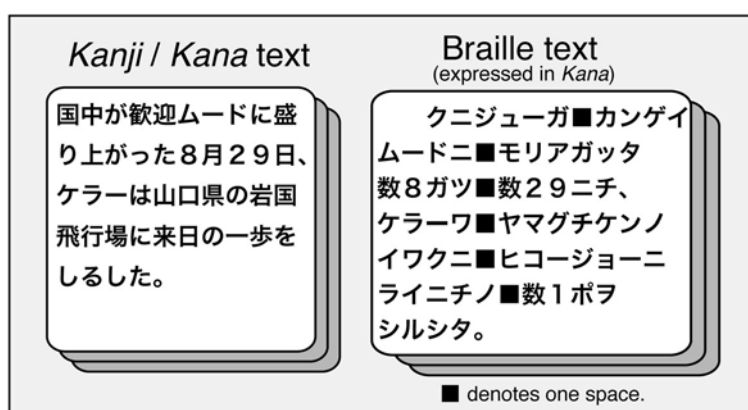 Kanji / Kana text
国中が歓迎ムードに盛
り上がった８月２９日、
ケラーは山口県の岩国
飛行場に来日の一歩を
しるした。
Braille text
(expressed in Kana)
クニジューガ■カンゲイ
ムードニ■モリアガッタ
数８ガツ■数２９ニチ、
ケラーワ■ヤマグチケンノ
イワクニ■ヒコージョーニ
ライニチノ■数１ポヲ
シルシタ。
■ denotes one space.